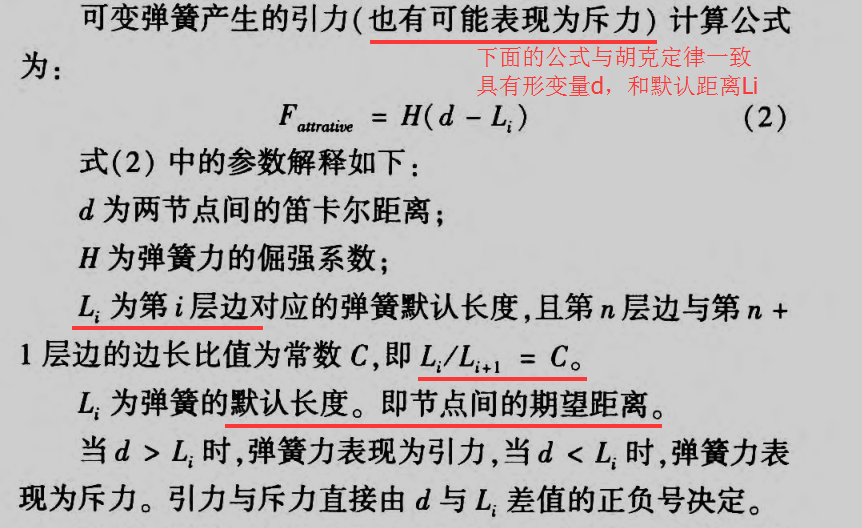 可变弹簧产生的引力(也有可能表现为斥力)计算公式
为:
下面的公式与胡克定律一致
具有形变量d，和默认距离Li
F_attrative = H(d - L_i) (2)
式(2) 中的参数解释如下:
d 为两节点间的笛卡尔距离;
H 为弹簧力的倔强系数;
L_i 为第 i 层边对应的弹簧默认长度,且第 n 层边与第 n +
1 层边的边长比值为常数 C,即 L_i/L_{i+1} = C。
L_i 为弹簧的默认长度。即节点间的期望距离。
当 d > L_i 时,弹簧力表现为引力,当 d < L_i 时,弹簧力表
现为斥力。引力与斥力直接由 d 与 L_i 差值的正负号决定。